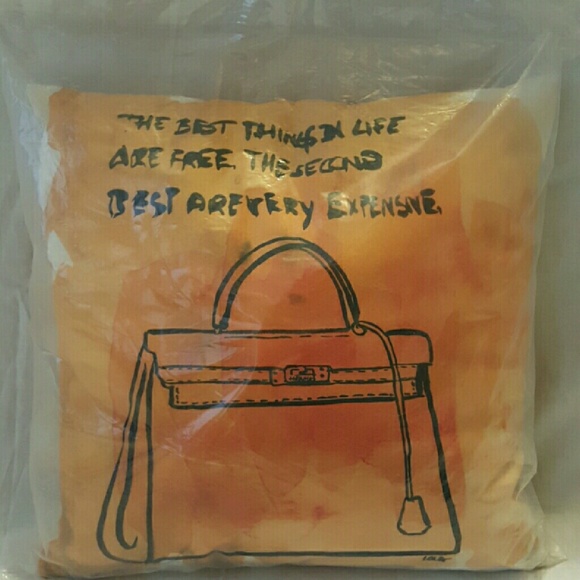 THE BEST THINGS IN LIFE
ARE FREE. THE SECOND
BEST ARE VERY EXPENSIVE.